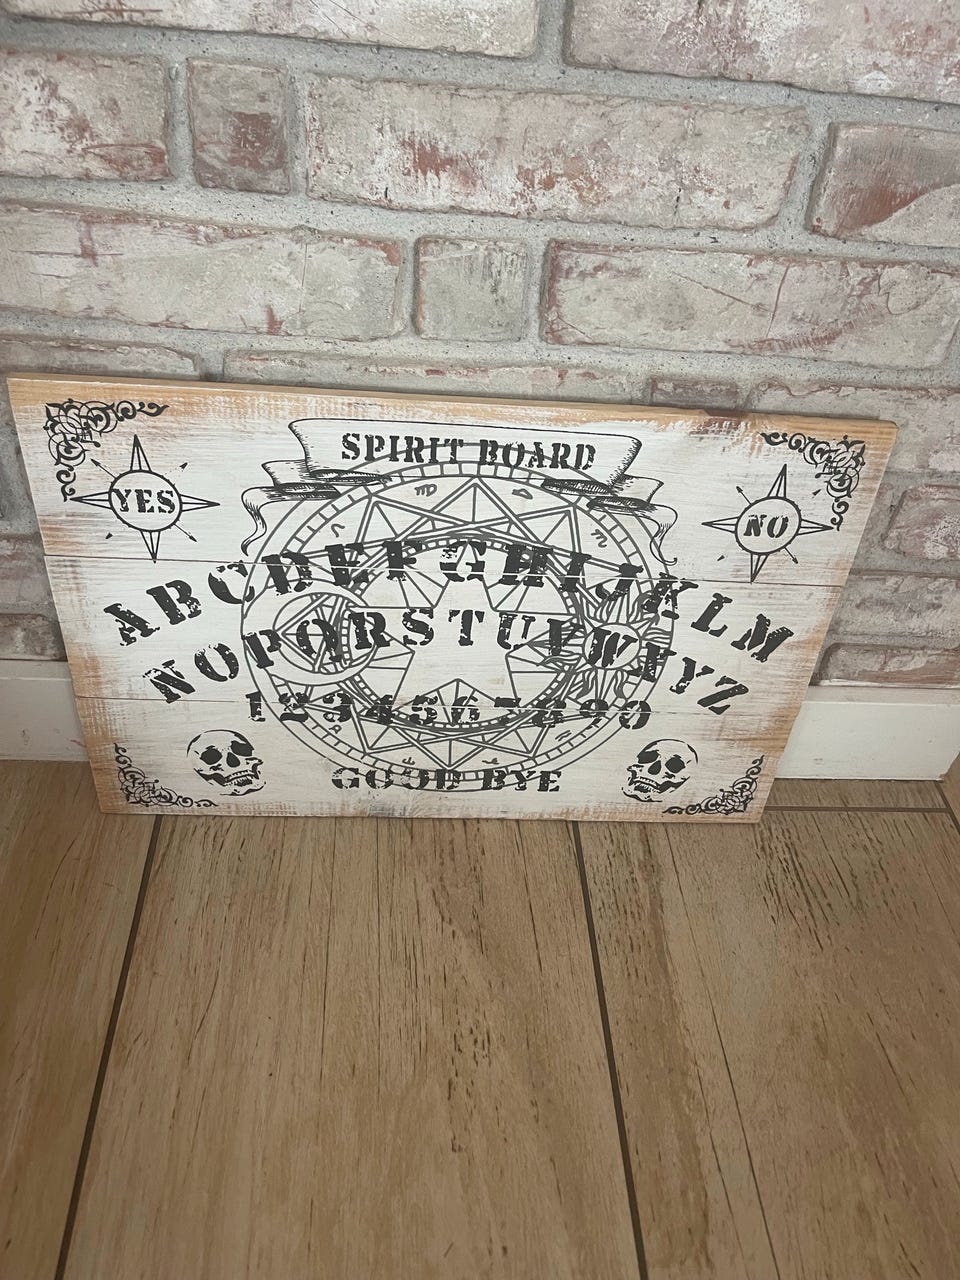 SPIRIT BOARD
YES
NO
ABCDEFGHIJKLM
NOPQRSTUVWXYZ
1234567890
GOOD BYE